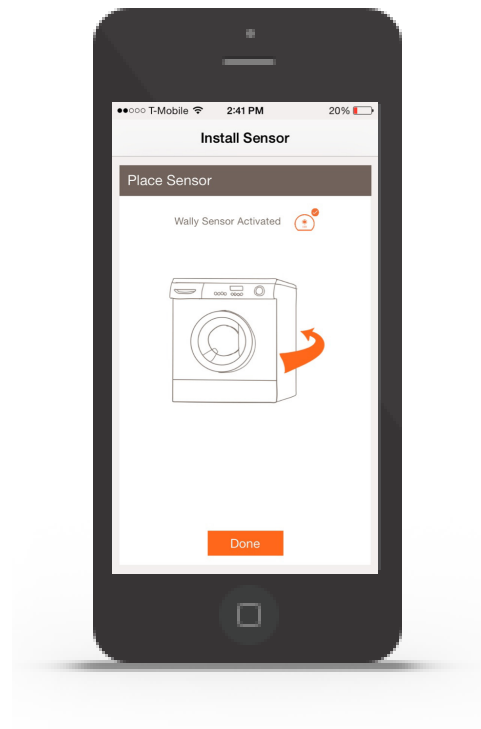 T-Mobile 2:41 PM 20%
Install Sensor
Place Sensor
Wally Sensor Activated
Done